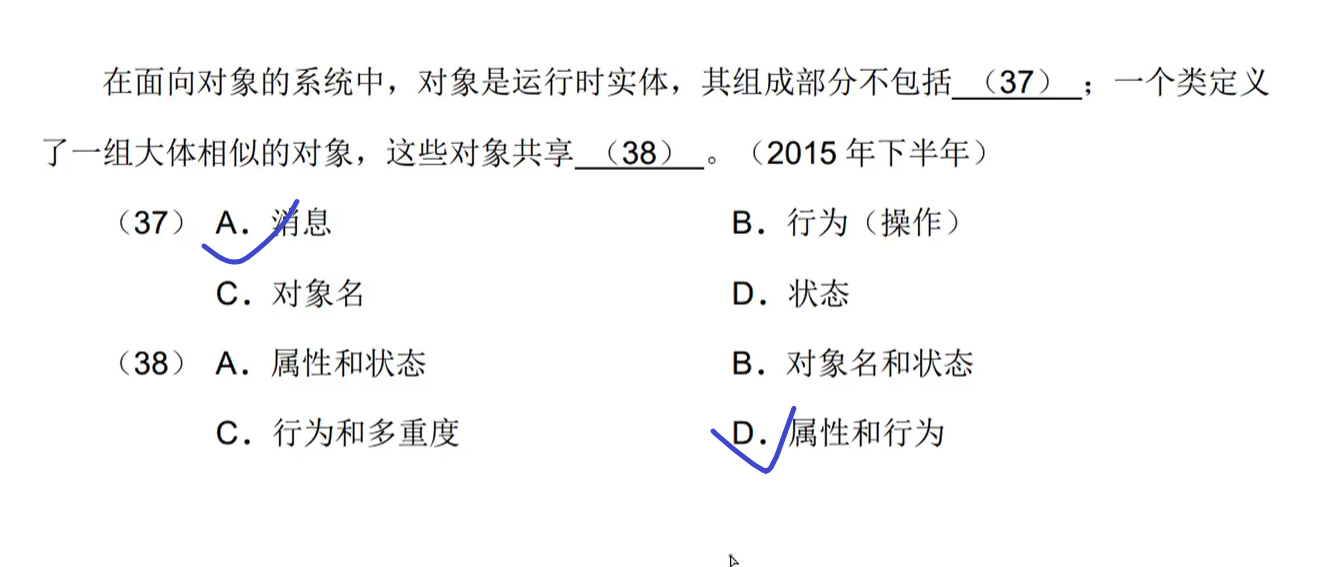 在面向对象的系统中，对象是运行时实体，其组成部分不包括（37）；一个类定义
了一组大体相似的对象，这些对象共享（38）。（2015 年下半年）
（37） A．消息 B．行为（操作）
C．对象名 D．状态
（38） A．属性和状态 B．对象名和状态
C．行为和多重度 D．属性和行为